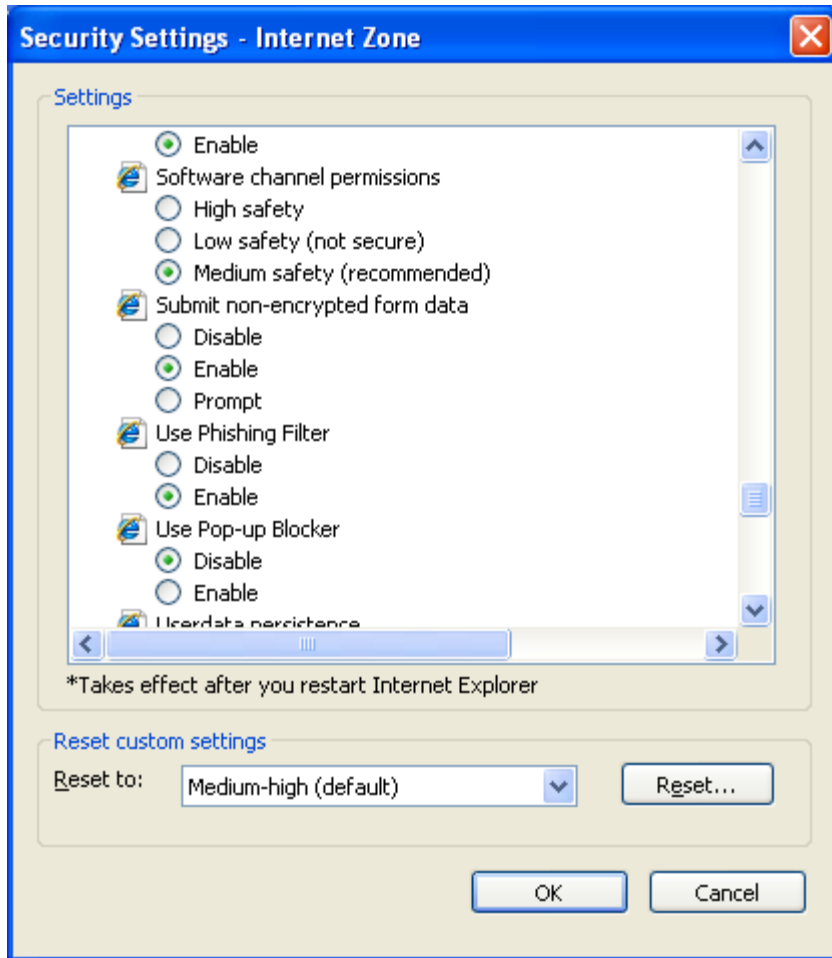 Security Settings - Internet Zone
Settings
Enable
Software channel permissions
High safety
Low safety (not secure)
Medium safety (recommended)
Submit non-encrypted form data
Disable
Enable
Prompt
Use Phishing Filter
Disable
Enable
Use Pop-up Blocker
Disable
Enable
Userdata persistence
*Takes effect after you restart Internet Explorer
Reset custom settings
Reset to: Medium-high (default) Reset...
OK Cancel